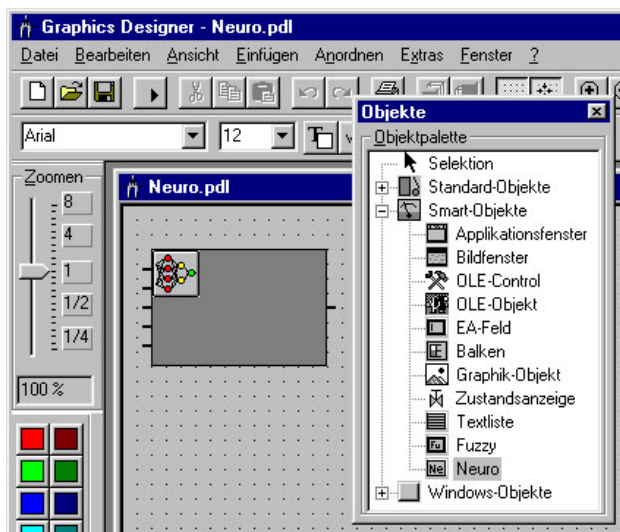 Graphics Designer - Neuro.pdl
Datei Bearbeiten Ansicht Einfügen Anordnen Extras Fenster ?
Arial 12
Zoomen
8
4
1
1/2
1/4
100 %
Neuro.pdl
Objekte
Objektpalette
Selektion
Standard-Objekte
Smart-Objekte
Applikationsfenster
Bildfenster
OLE-Control
OLE-Objekt
EA-Feld
Balken
Graphik-Objekt
Zustandsanzeige
Textliste
Fu Fuzzy
Ne Neuro
Windows-Objekte